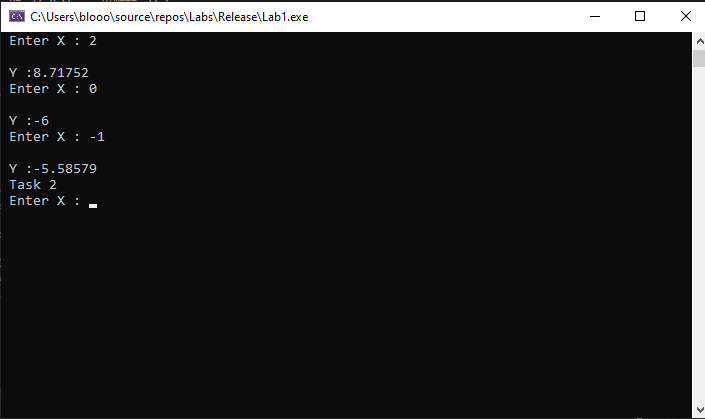 C:\Users\blooo\source\repos\Labs\Release\Lab1.exe
Enter X : 2
Y :8.71752
Enter X : 0
Y :-6
Enter X : -1
Y :-5.58579
Task 2
Enter X :